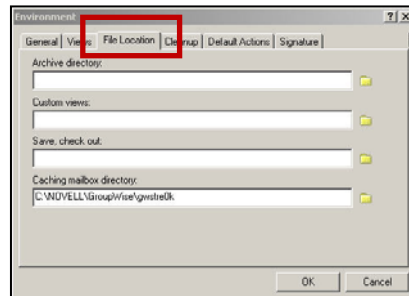 Environment
General Views File Location Cleanup Default Actions Signature
Archive directory:
Custom views:
Save, check out:
Caching mailbox directory:
C:\NOVELL\GroupWise\gwstre0k
OK Cancel